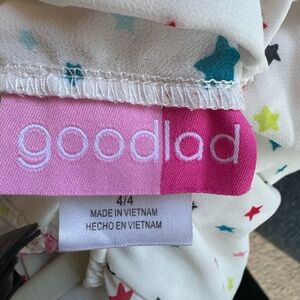 goodlad
4/4
MADE IN VIETNAM
HECHO EN VIETNAM